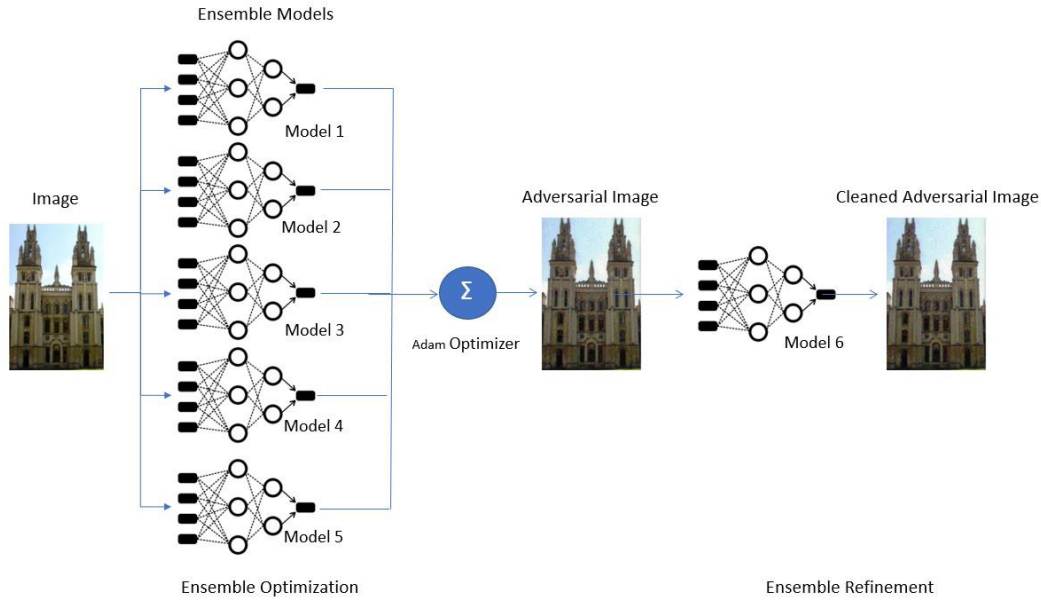 Ensemble Models
Model 1
Model 2
Image
Adversarial Image
Cleaned Adversarial Image
Σ
Model 3
Adam Optimizer
Model 6
Model 4
Model 5
Ensemble Optimization
Ensemble Refinement